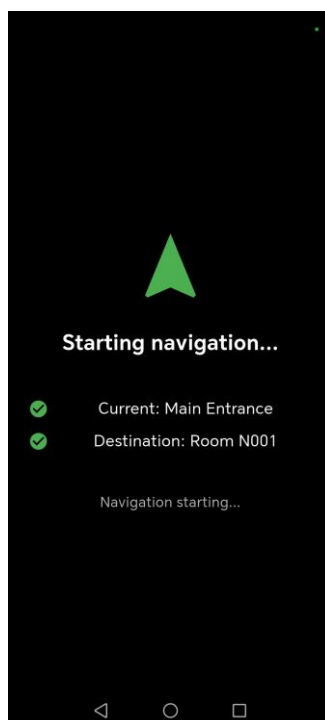 Starting navigation...
Current: Main Entrance
Destination: Room N001
Navigation starting...